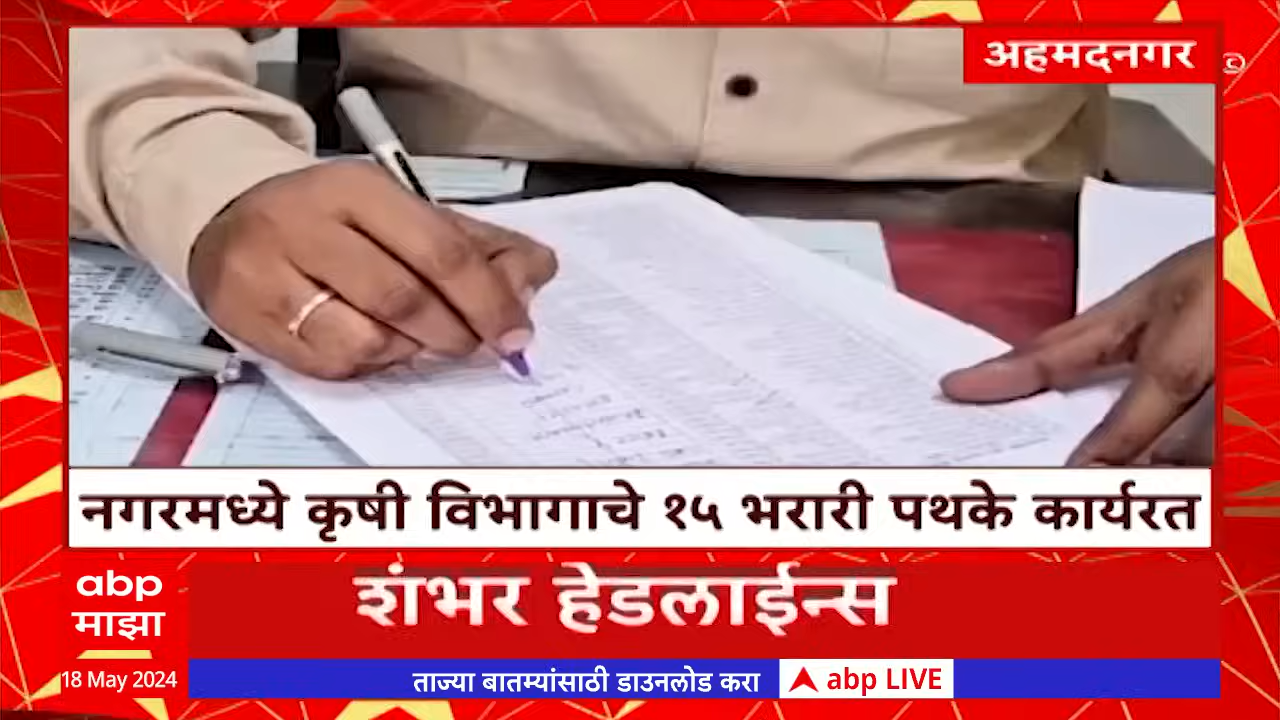 अहमदनगर
नगरमध्ये कृषी विभागाचे १५ भरारी पथके कार्यरत
abp
माझा
शंभर हेडलाईन्स
18 May 2024
ताज्या बातम्यांसाठी डाउनलोड करा
abp LIVE